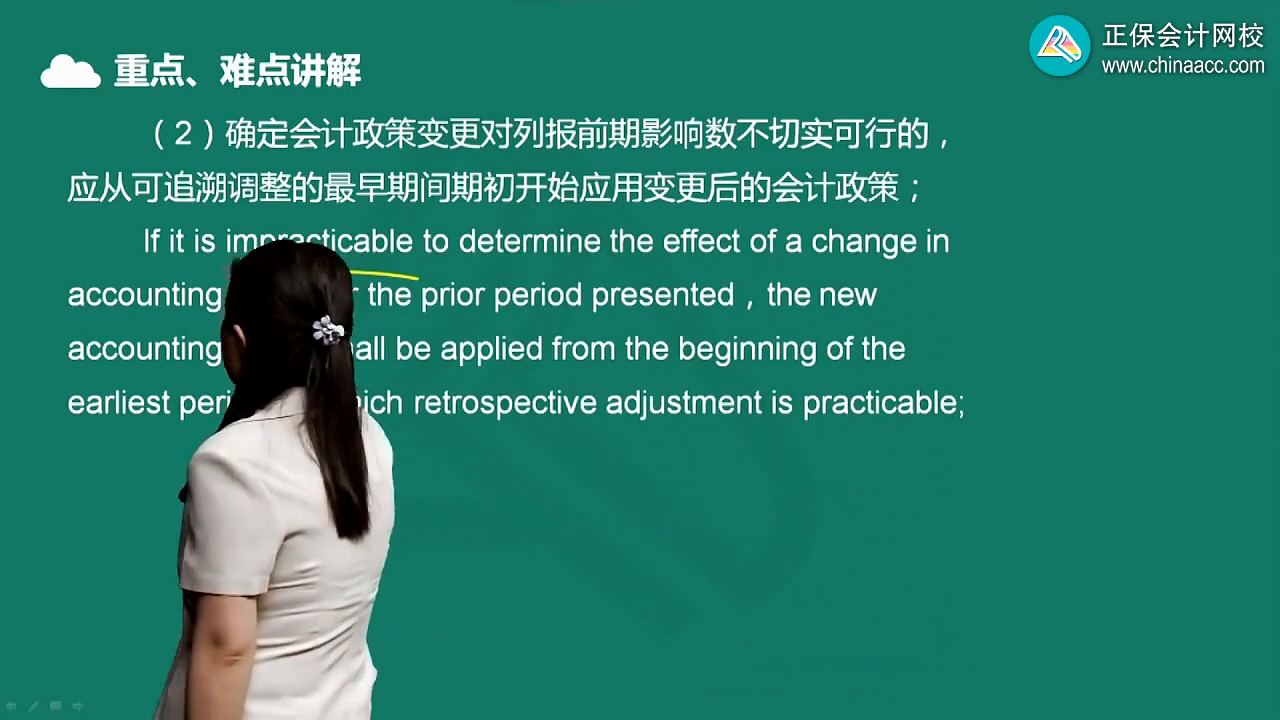 正保会计网校
www.chinaacc.com
重点、难点讲解
（2）确定会计政策变更对列报前期影响数不切实可行的，
应从可追溯调整的最早期间期初开始应用变更后的会计政策；
If it is impracticable to determine the effect of a change in
accounting the prior period presented，the new
accounting be applied from the beginning of the
earliest retrospective adjustment is practicable;